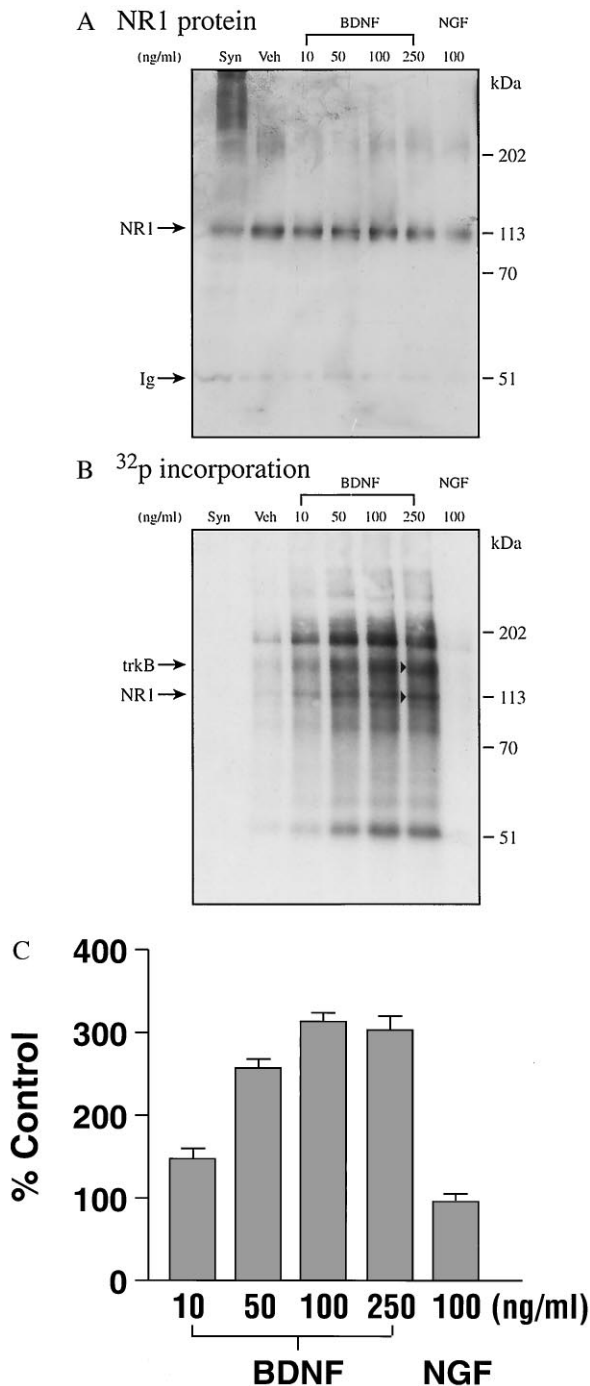 A NR1 protein
BDNF NGF
(ng/ml) Syn Veh 10 50 100 250 100
kDa
202
NR1
113
70
Ig
51
B ³²p incorporation
BDNF NGF
(ng/ml) Syn Veh 10 50 100 250 100
kDa
202
trkB
NR1
113
70
51
C
% Control
400
300
200
100
0
10 50 100 250 100 (ng/ml)
BDNF NGF